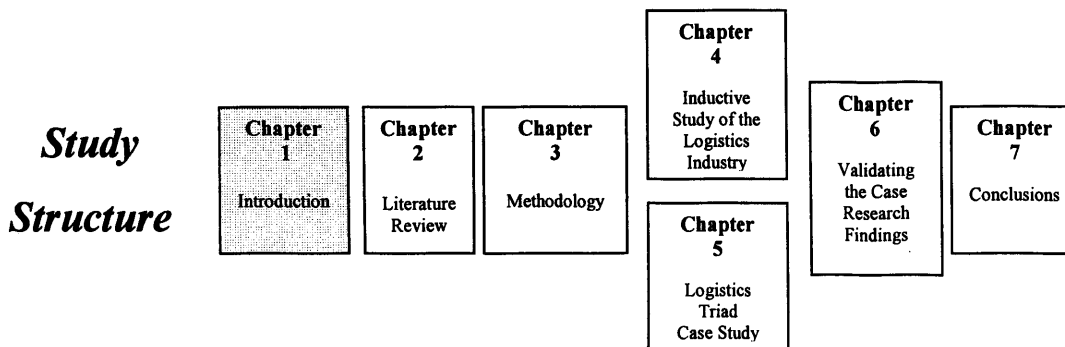 Study
Structure
Chapter
1
Introduction
Chapter
2
Literature
Review
Chapter
3
Methodology
Chapter
4
Inductive
Study of the
Logistics
Industry
Chapter
5
Logistics
Triad
Case Study
Chapter
6
Validating
the Case
Research
Findings
Chapter
7
Conclusions